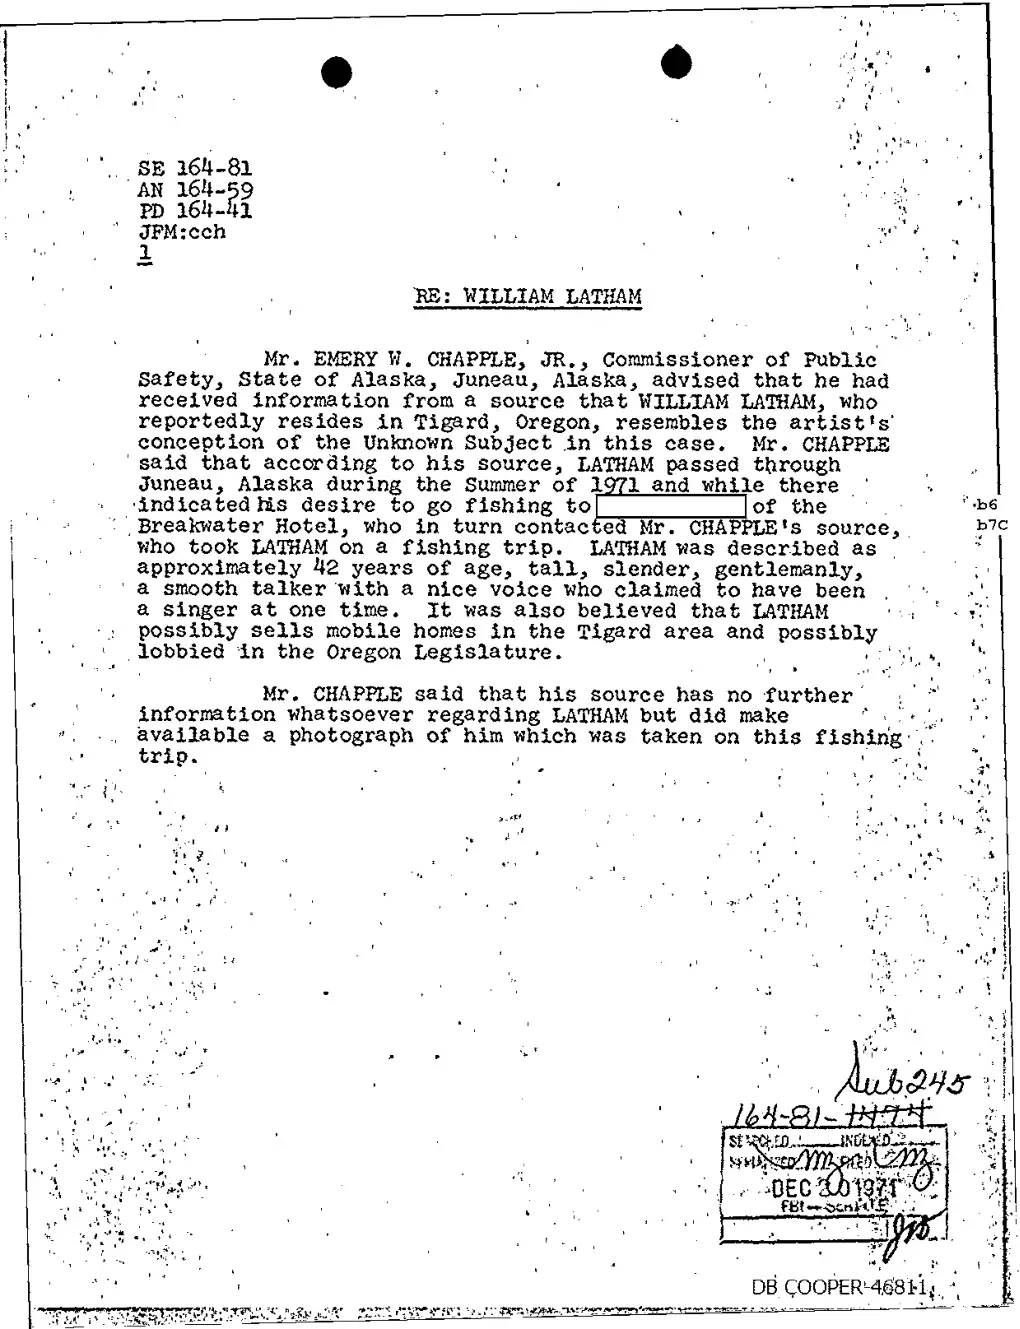 SE 164-81
AN 164-59
PD 164-41
JFM:cch
1
RE: WILLIAM LATHAM
Mr. EMERY W. CHAPPLE, JR., Commissioner of Public
Safety, State of Alaska, Juneau, Alaska, advised that he had
received information from a source that WILLIAM LATHAM, who
reportedly resides in Tigard, Oregon, resembles the artist's
conception of the Unknown Subject in this case. Mr. CHAPPLE
said that according to his source, LATHAM passed through
Juneau, Alaska during the Summer of 1971 and while there
indicated his desire to go fishing to of the
Breakwater Hotel, who in turn contacted Mr. CHAPPLE's source,
who took LATHAM on a fishing trip. LATHAM was described as
approximately 42 years of age, tall, slender, gentlemanly,
a smooth talker with a nice voice who claimed to have been
a singer at one time. It was also believed that LATHAM
possibly sells mobile homes in the Tigard area and possibly
lobbied in the Oregon Legislature.
b6
b7C
Mr. CHAPPLE said that his source has no further
information whatsoever regarding LATHAM but did make
available a photograph of him which was taken on this fishing
trip.
Sub 245
164-81-1474
SEARCHED INDEXED
SERIALIZED FILED
DEC 1971
FBI - SEATTLE
DB COOPER-46811